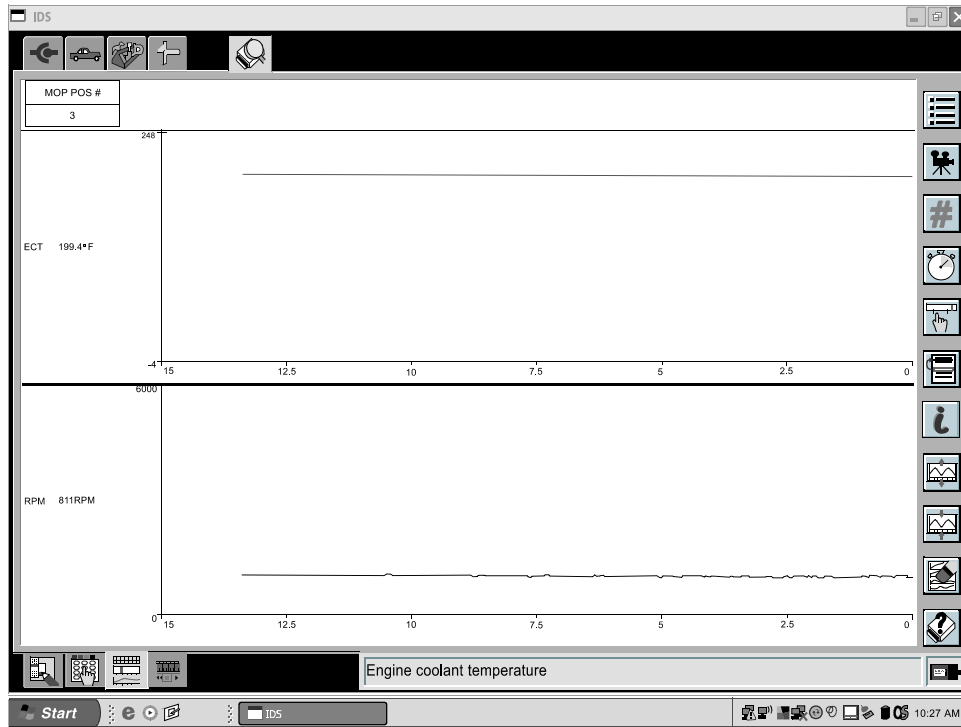 IDS
MOP POS #
3
248
ECT 199.4°F
-4
15 12.5 10 7.5 5 2.5 0
6000
RPM 811RPM
0
15 12.5 10 7.5 5 2.5 0
Engine coolant temperature
Start IDS 10:27 AM